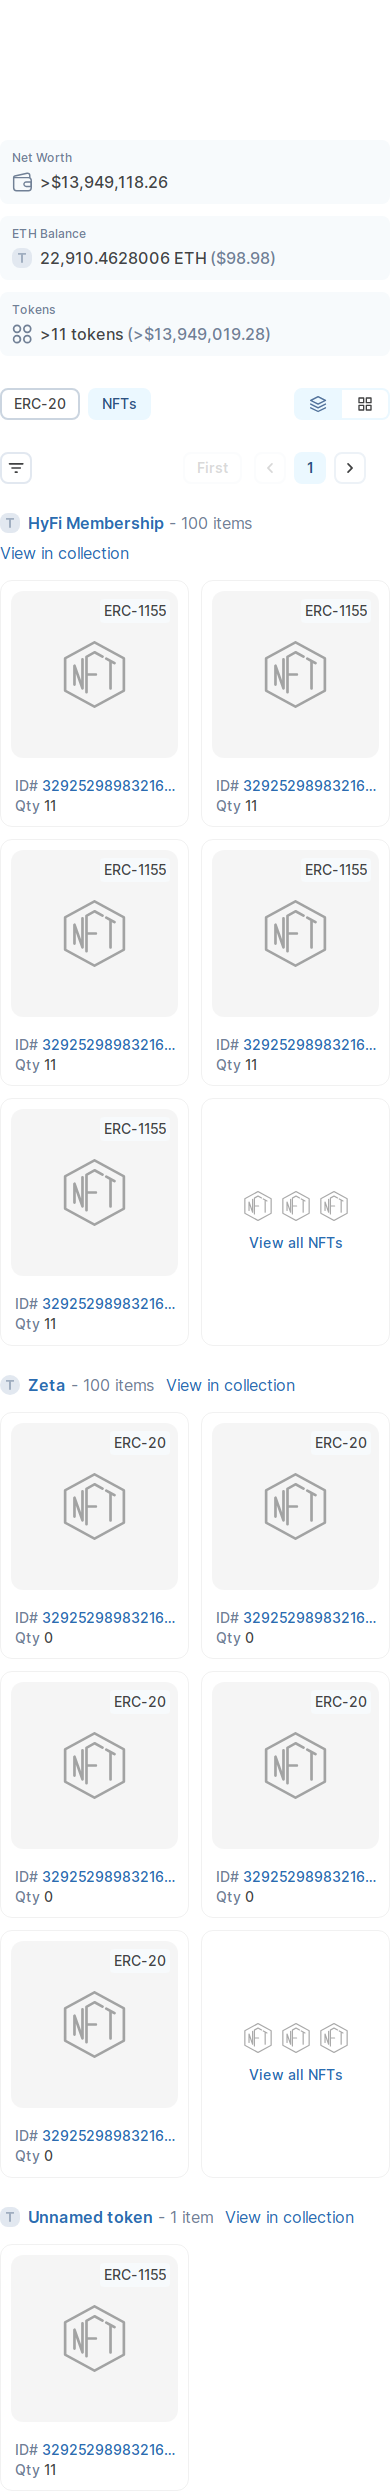 Net Worth
>$13,949,118.26
ETH Balance
T 22,910.4628006 ETH ($98.98)
Tokens
>11 tokens (>$13,949,019.28)
ERC-20 NFTs
First 1
T HyFi Membership - 100 items
View in collection
ERC-1155 ERC-1155
NFT NFT
ID# 32925298983216... ID# 32925298983216...
Qty 11 Qty 11
ERC-1155 ERC-1155
NFT NFT
ID# 32925298983216... ID# 32925298983216...
Qty 11 Qty 11
ERC-1155
NFT
NFT NFT NFT
View all NFTs
ID# 32925298983216...
Qty 11
T Zeta - 100 items View in collection
ERC-20 ERC-20
NFT NFT
ID# 32925298983216... ID# 32925298983216...
Qty 0 Qty 0
ERC-20 ERC-20
NFT NFT
ID# 32925298983216... ID# 32925298983216...
Qty 0 Qty 0
ERC-20
NFT
NFT NFT NFT
View all NFTs
ID# 32925298983216...
Qty 0
T Unnamed token - 1 item View in collection
ERC-1155
NFT
ID# 32925298983216...
Qty 11